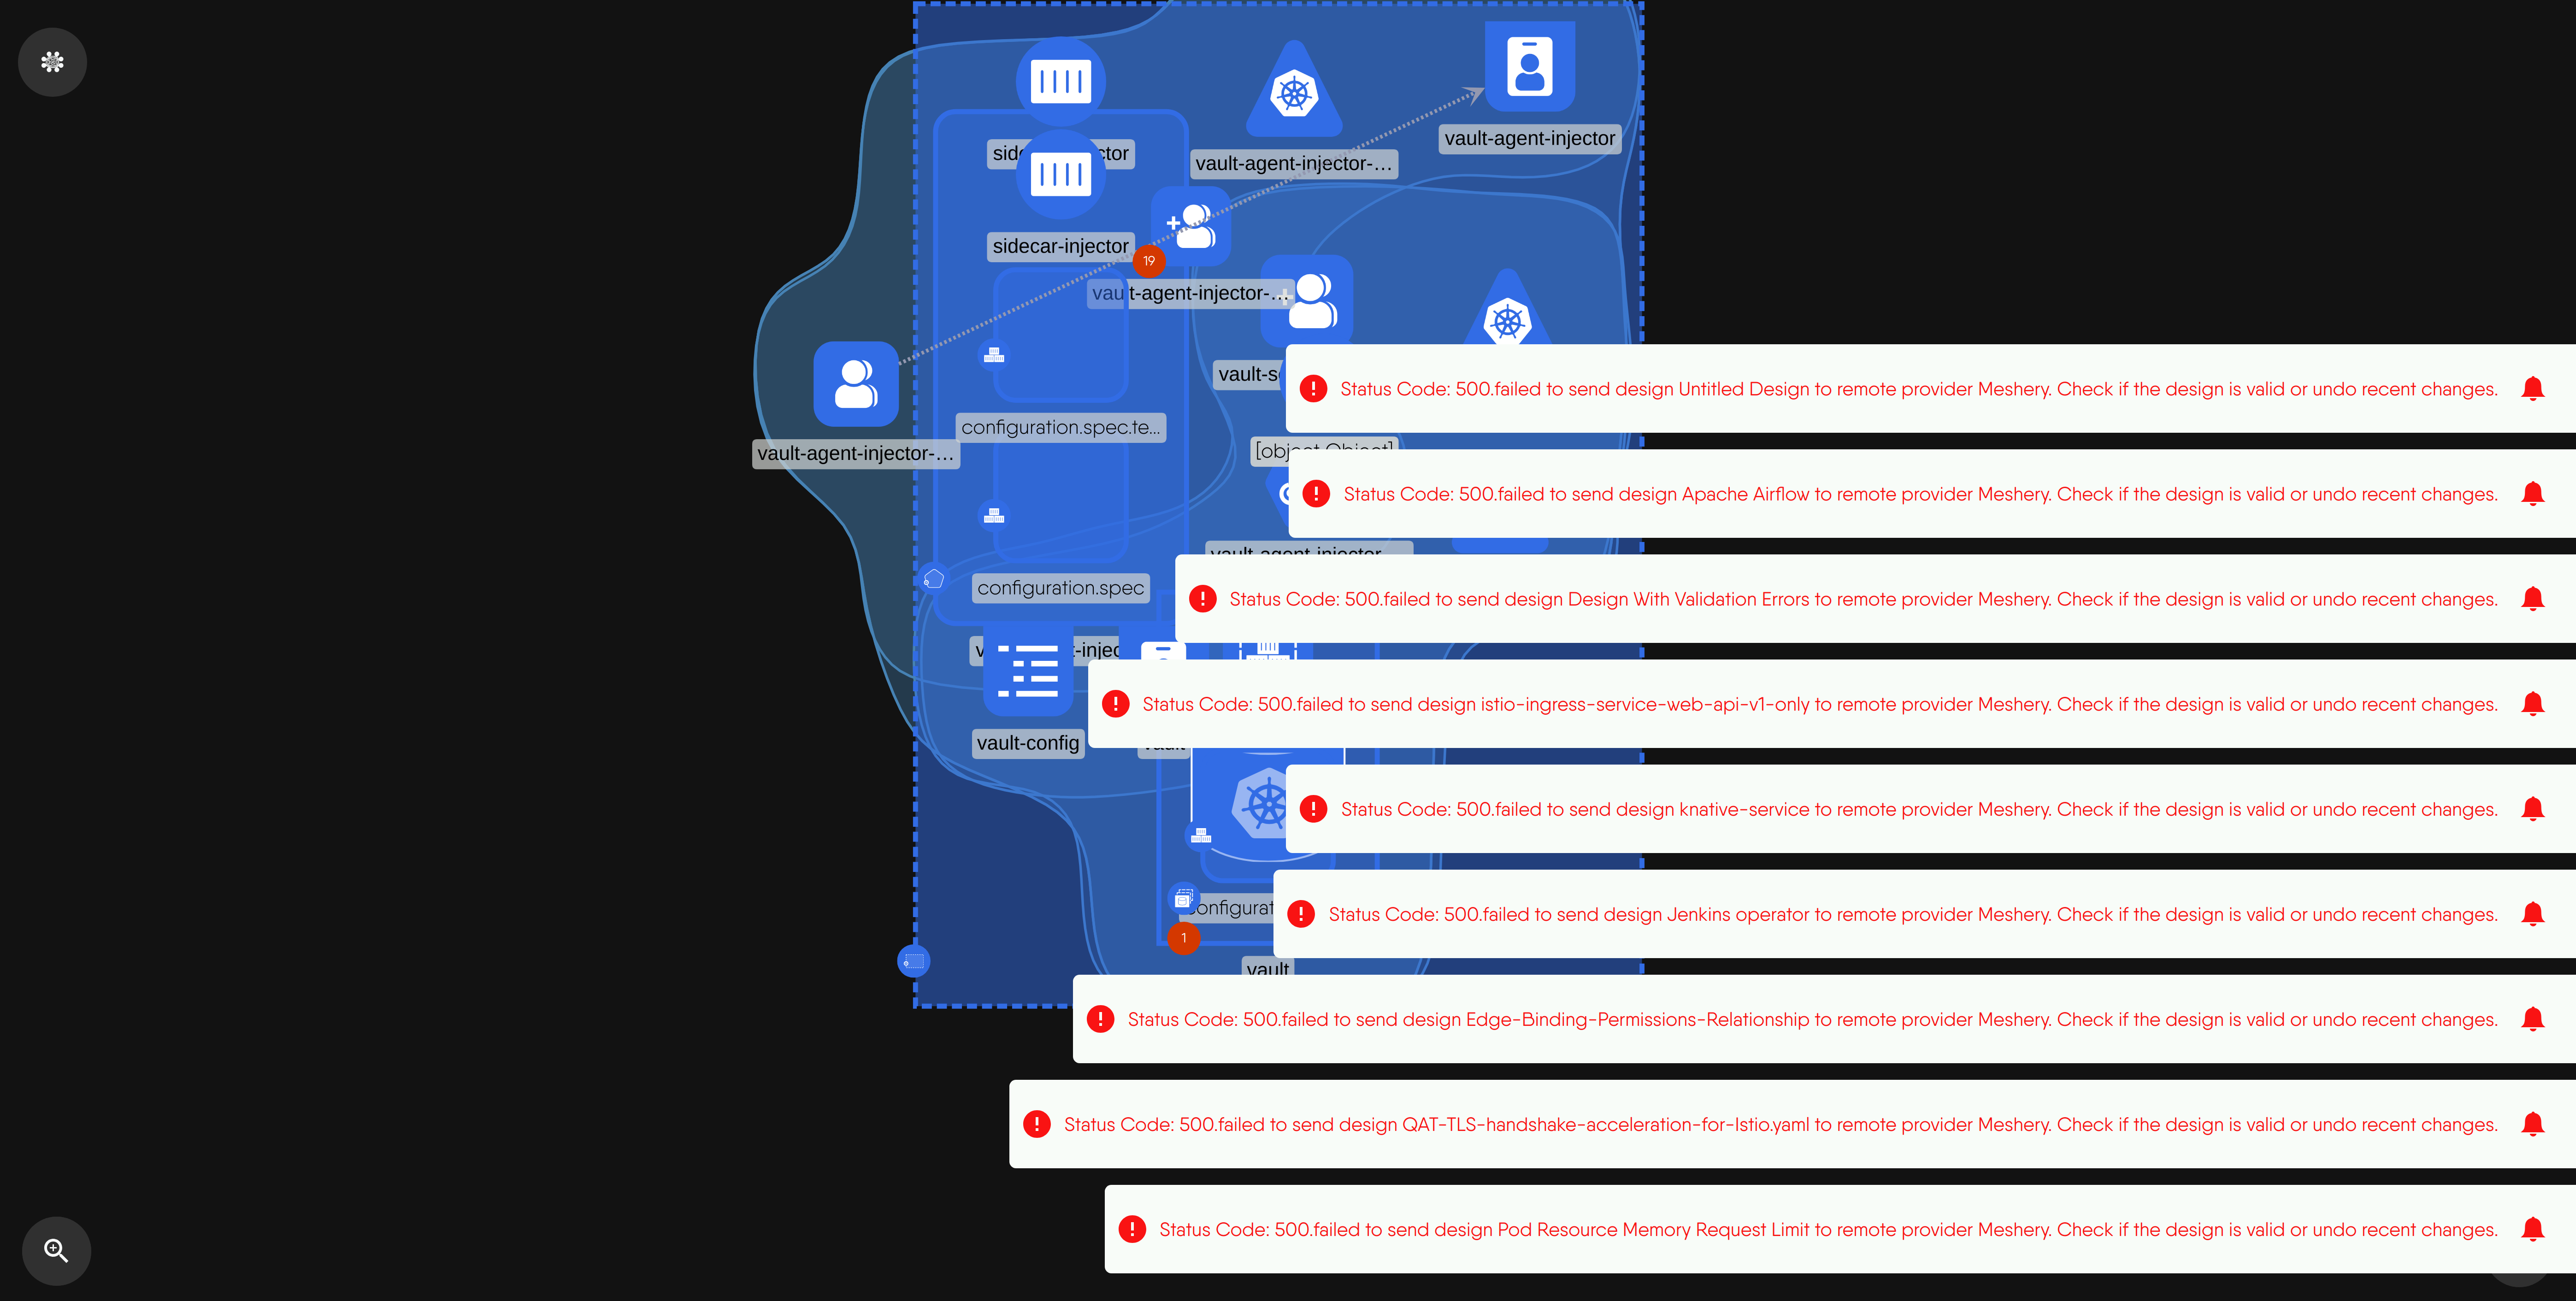 sidecar-injector
vault-agent-injector-...
vault-agent-injector
sidecar-injector
19
vault-agent-injector-...
vault-s
Status Code: 500.failed to send design Untitled Design to remote provider Meshery. Check if the design is valid or undo recent changes.
configuration.spec.te...
vault-agent-injector-...
[object Object]
Status Code: 500.failed to send design Apache Airflow to remote provider Meshery. Check if the design is valid or undo recent changes.
vault-agent-injector
configuration.spec
Status Code: 500.failed to send design Design With Validation Errors to remote provider Meshery. Check if the design is valid or undo recent changes.
Status Code: 500.failed to send design istio-ingress-service-web-api-v1-only to remote provider Meshery. Check if the design is valid or undo recent changes.
vault-config
vault
Status Code: 500.failed to send design knative-service to remote provider Meshery. Check if the design is valid or undo recent changes.
configurat
Status Code: 500.failed to send design Jenkins operator to remote provider Meshery. Check if the design is valid or undo recent changes.
1
vault
Status Code: 500.failed to send design Edge-Binding-Permissions-Relationship to remote provider Meshery. Check if the design is valid or undo recent changes.
Status Code: 500.failed to send design QAT-TLS-handshake-acceleration-for-Istio.yaml to remote provider Meshery. Check if the design is valid or undo recent changes.
Status Code: 500.failed to send design Pod Resource Memory Request Limit to remote provider Meshery. Check if the design is valid or undo recent changes.